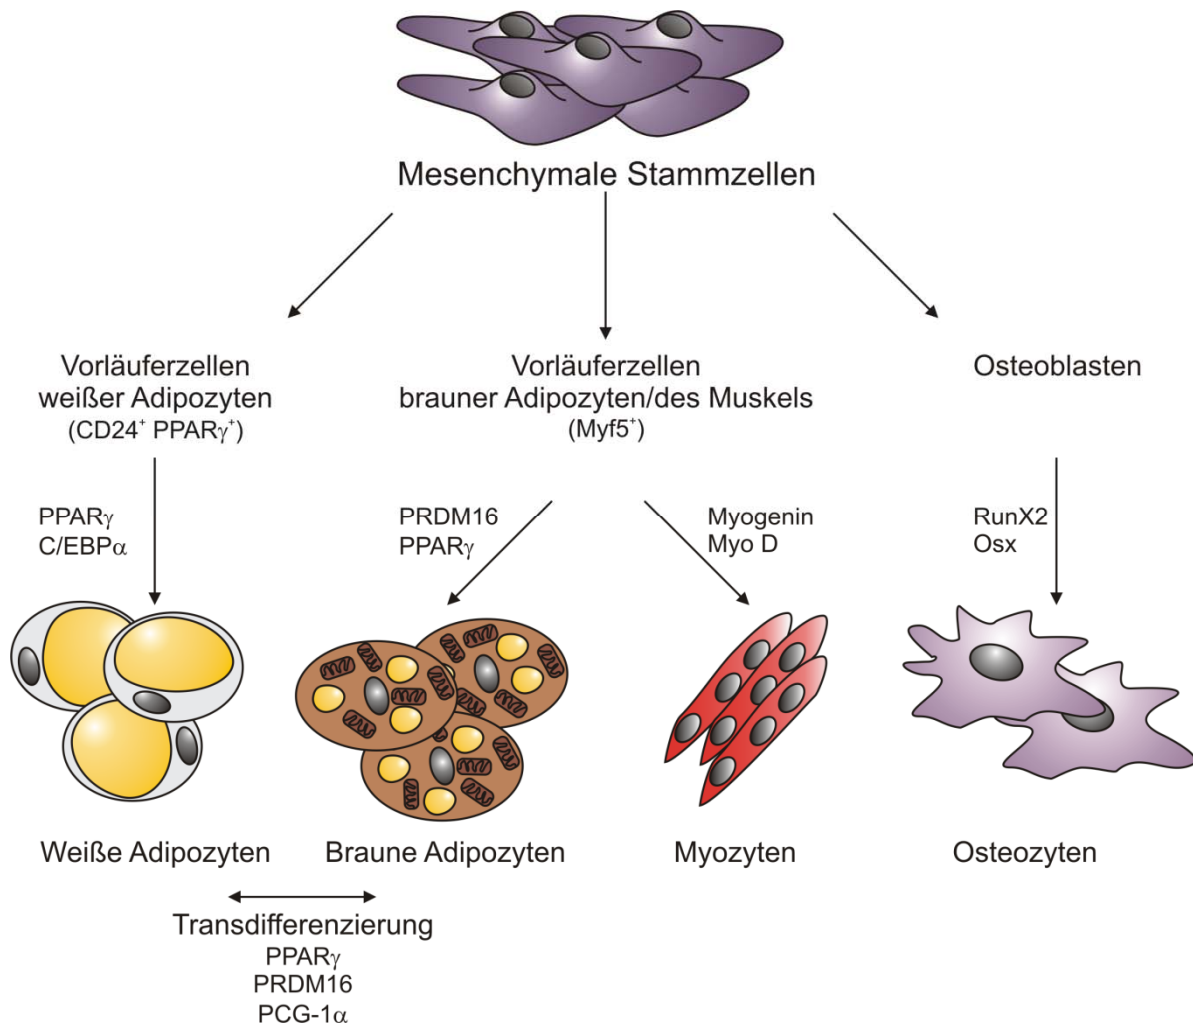 Mesenchymale Stammzellen
Vorläuferzellen
weißer Adipozyten
(CD24⁺ PPARγ⁺)
Vorläuferzellen
brauner Adipozyten/des Muskels
(Myf5⁺)
Osteoblasten
PPARγ
C/EBPα
PRDM16
PPARγ
Myogenin
Myo D
RunX2
Osx
Weiße Adipozyten
Braune Adipozyten
Myozyten
Osteozyten
Transdifferenzierung
PPARγ
PRDM16
PCG-1α